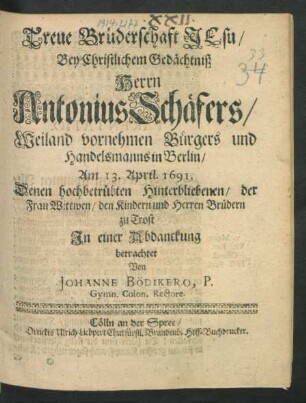 XXII.
Treue Brüderschaft JEsu/
Bey Christlichem Gedächtniß
Herrn
Antonius Schäfers/
Weiland vornehmen Bürgers und
Handelsmanns in Berlin/
Am 13. April. 1691.
Denen hochbetrübten Hinterbliebenen/ der
Frau Wittwen/ den Kindern und Herren Brüdern
zu Trost
In einer Abdanckung
betrachtet
Von
JOHANNE BÖDIKERO, P.
Gymn. Colon. Rectore.
Cölln an der Spree/
Druckts Ulrich Liebpert Churfürstl. Brandenb. Hoff-Buchdrucker.